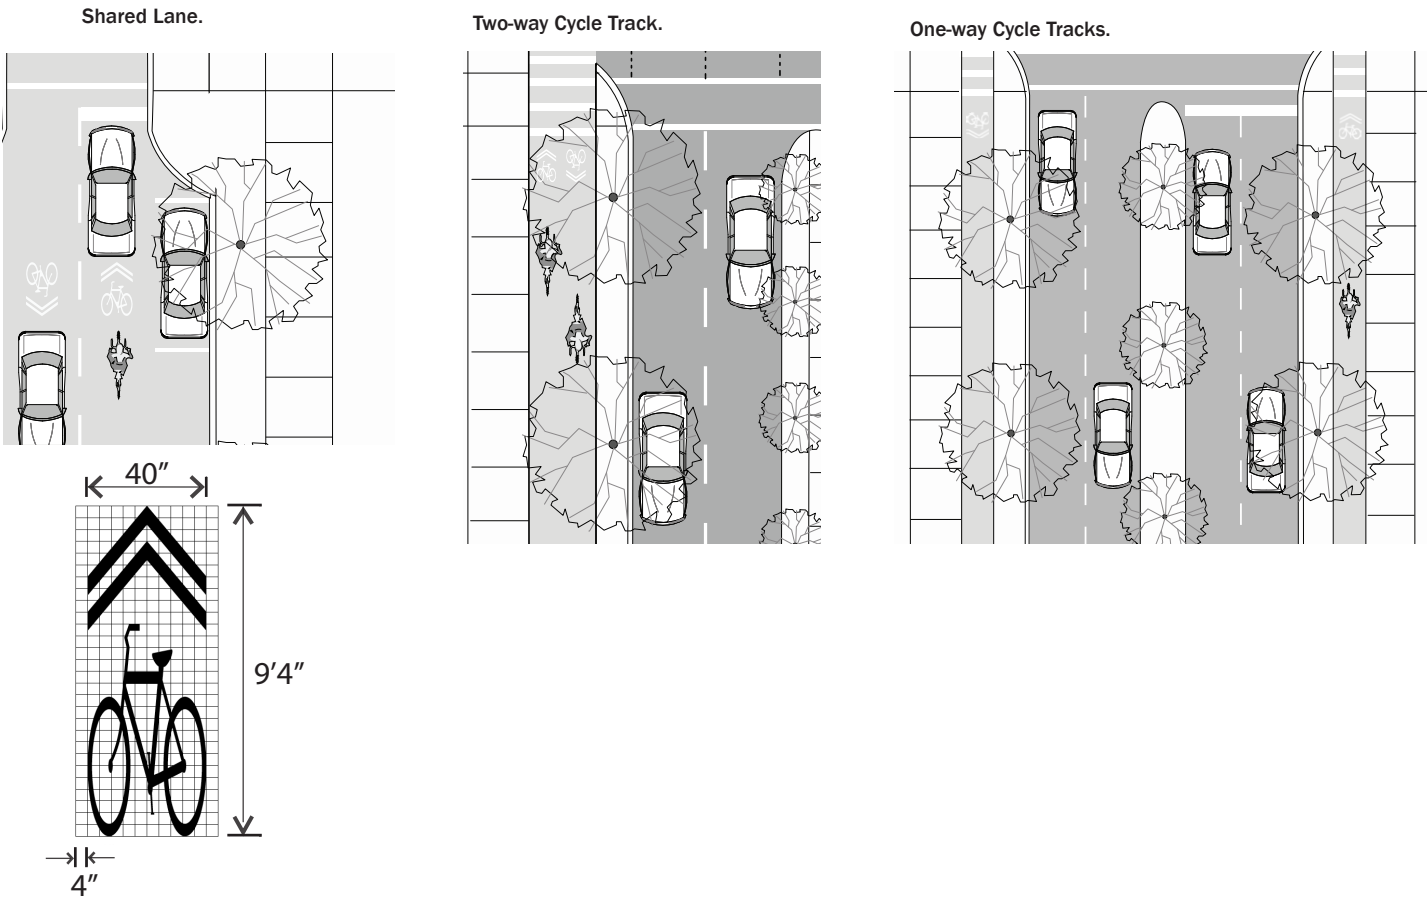 Shared Lane.
Two-way Cycle Track.
One-way Cycle Tracks.
40”
9’4”
4”